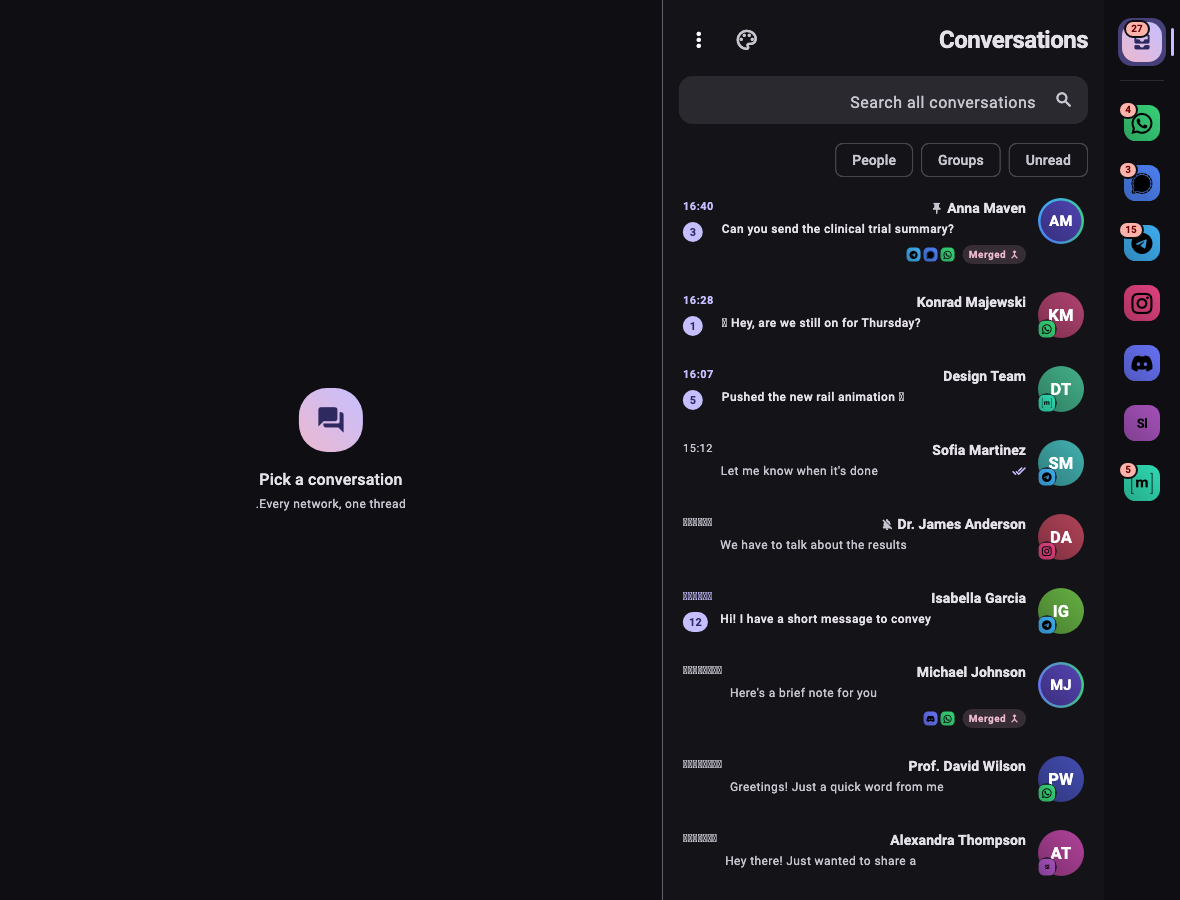 Conversations
27
Search all conversations
People
Groups
Unread
4
3
15
SI
5
[m]
AM
Anna Maven
16:40
Can you send the clinical trial summary?
3
Merged
KM
Konrad Majewski
16:28
Hey, are we still on for Thursday?
1
DT
Design Team
16:07
Pushed the new rail animation
5
SM
Sofia Martinez
15:12
Let me know when it's done
DA
Dr. James Anderson
We have to talk about the results
IG
Isabella Garcia
Hi! I have a short message to convey
12
MJ
Michael Johnson
Here's a brief note for you
Merged
PW
Prof. David Wilson
Greetings! Just a quick word from me
AT
Alexandra Thompson
Hey there! Just wanted to share a
Pick a conversation
.Every network, one thread